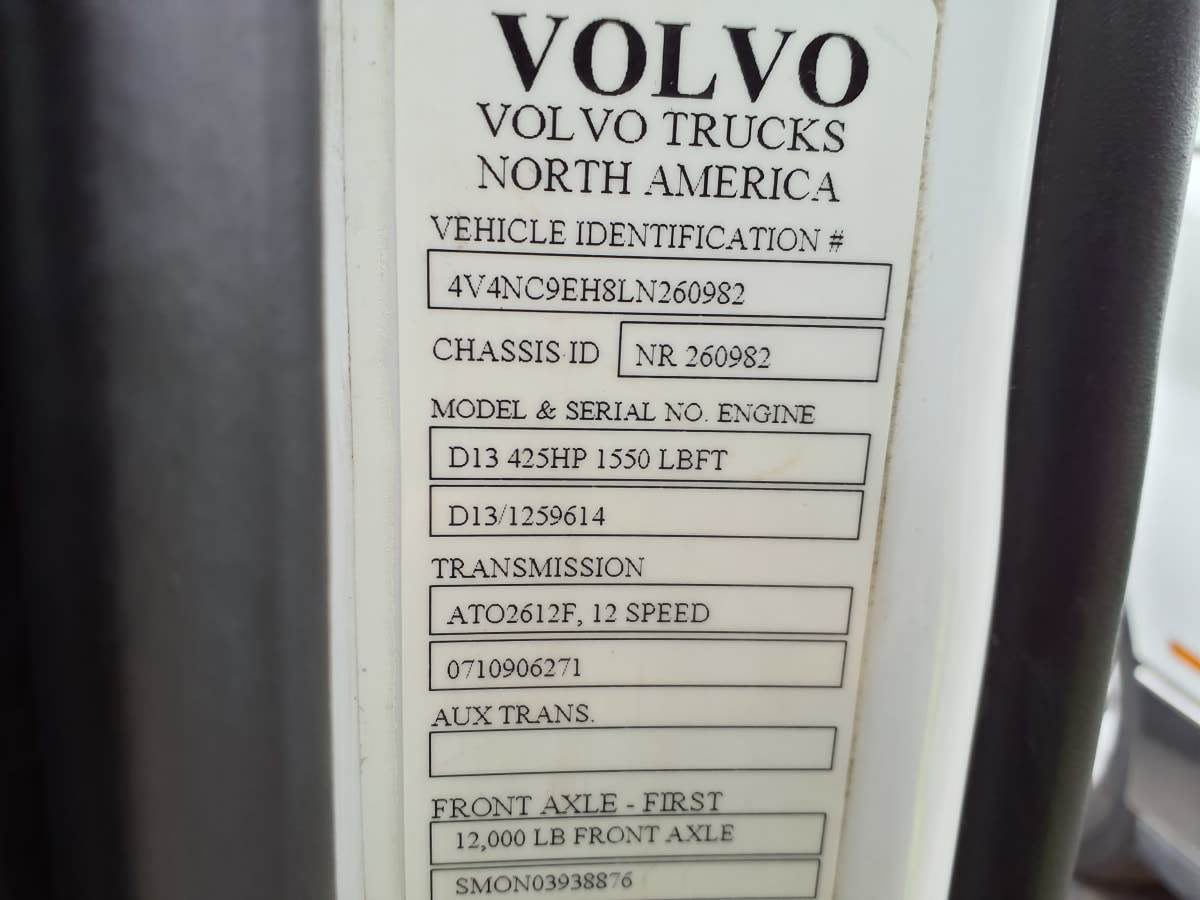 VOLVO
VOLVO TRUCKS
NORTH AMERICA
VEHICLE IDENTIFICATION #
4V4NC9EH8LN260982
CHASSIS ID NR 260982
MODEL & SERIAL NO. ENGINE
D13 425HP 1550 LBFT
D13/1259614
TRANSMISSION
ATO2612F, 12 SPEED
0710906271
AUX TRANS.
FRONT AXLE - FIRST
12,000 LB FRONT AXLE
SMON03938876